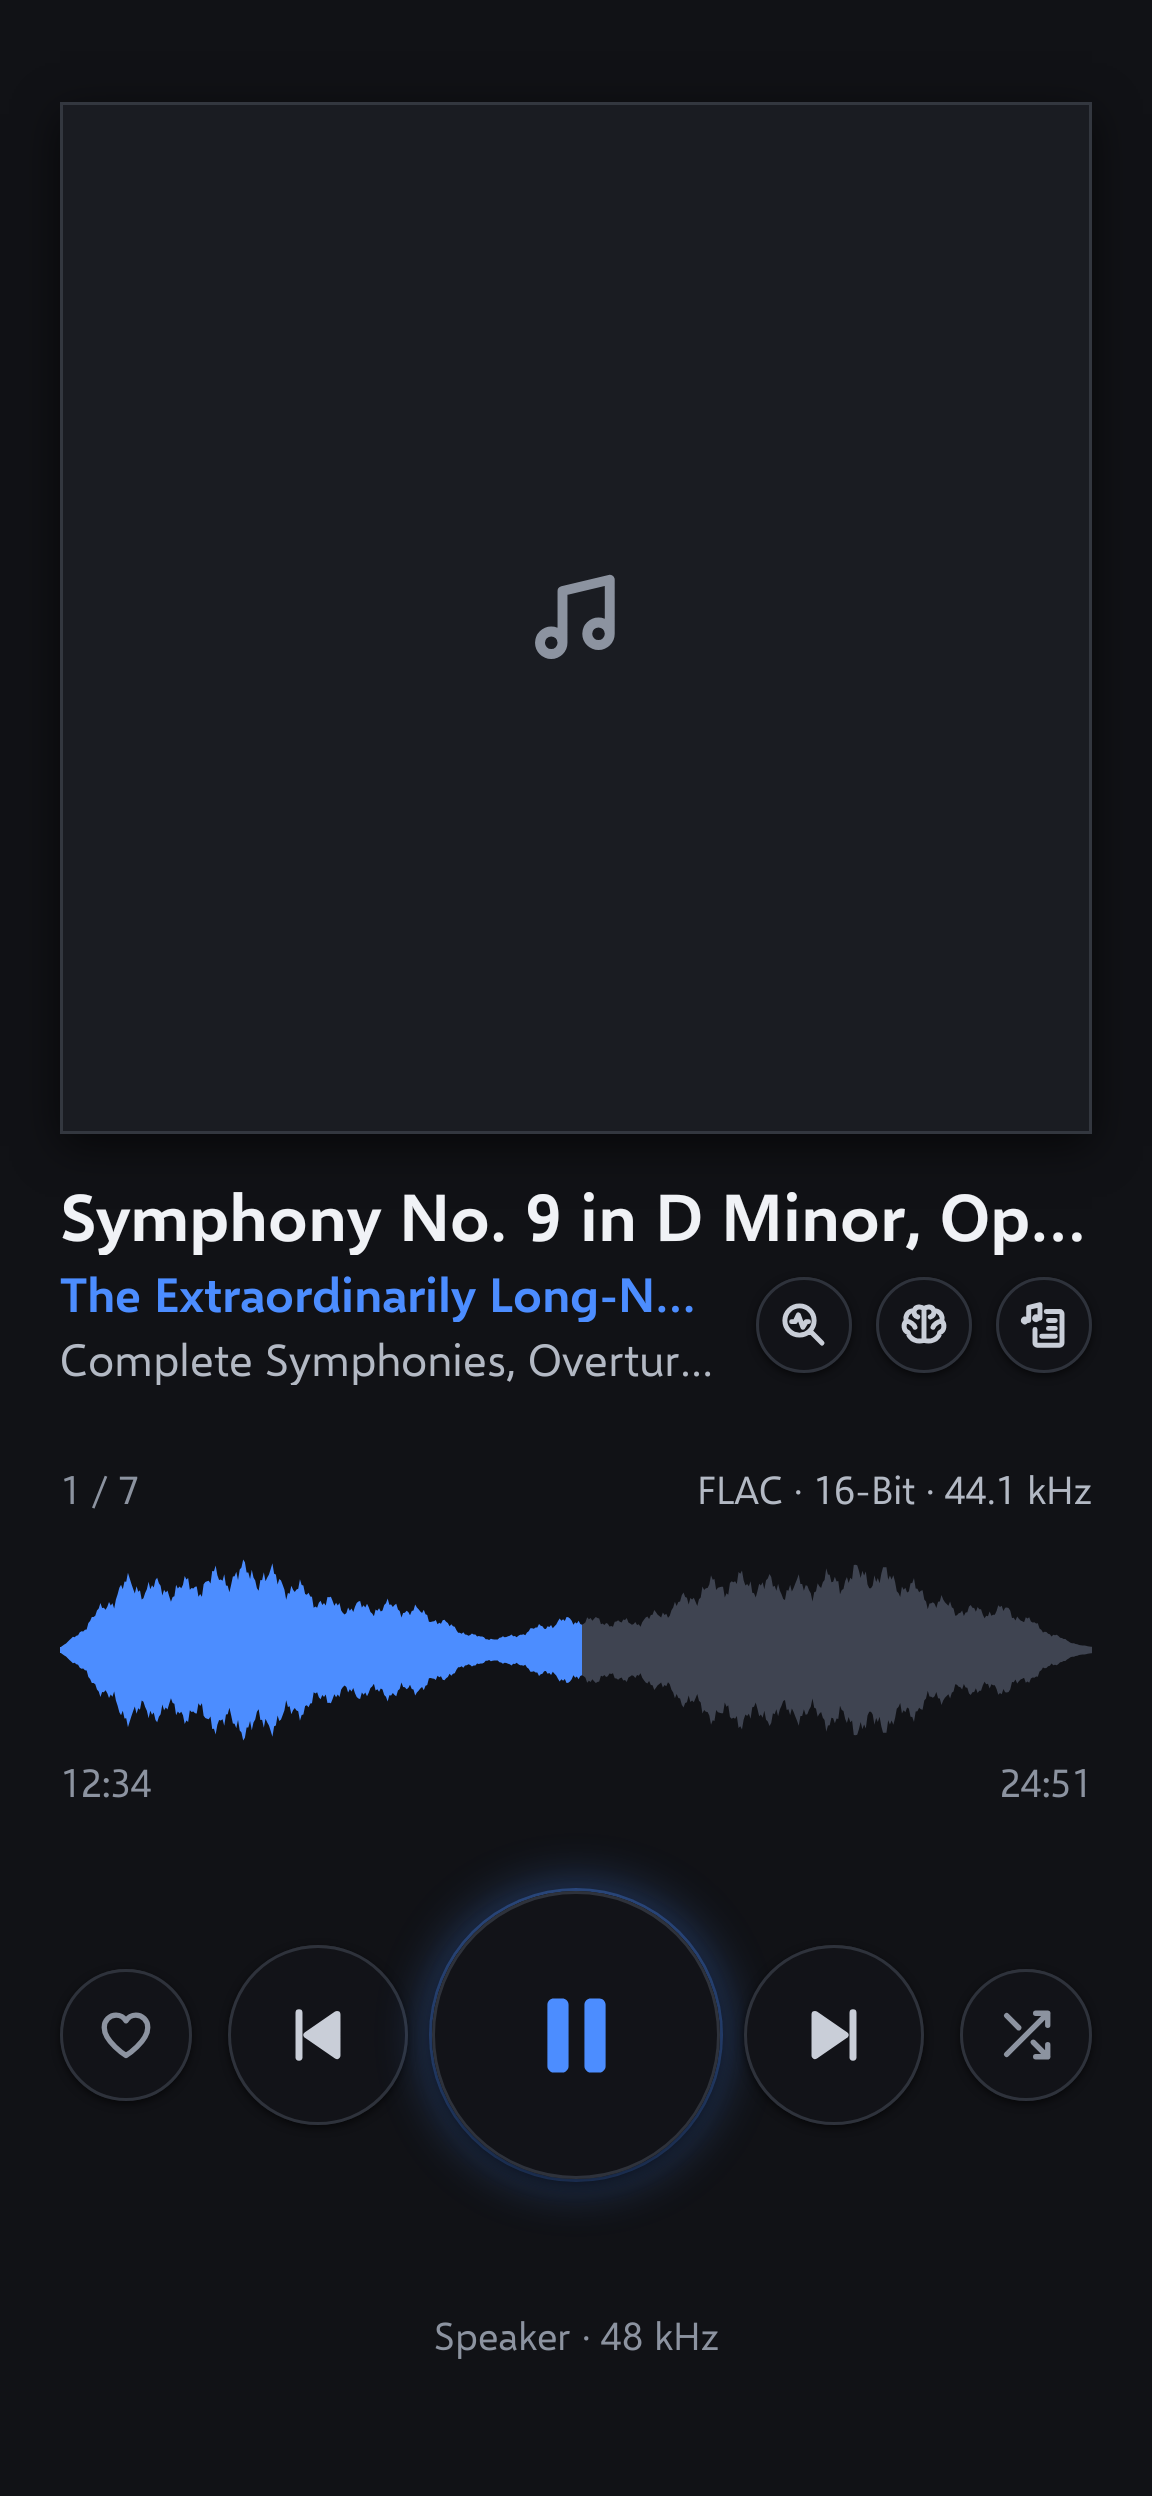 Symphony No. 9 in D Minor, Op...
The Extraordinarily Long-N...
Complete Symphonies, Overtur...
1 / 7
FLAC · 16-Bit · 44.1 kHz
12:34
24:51
Speaker · 48 kHz